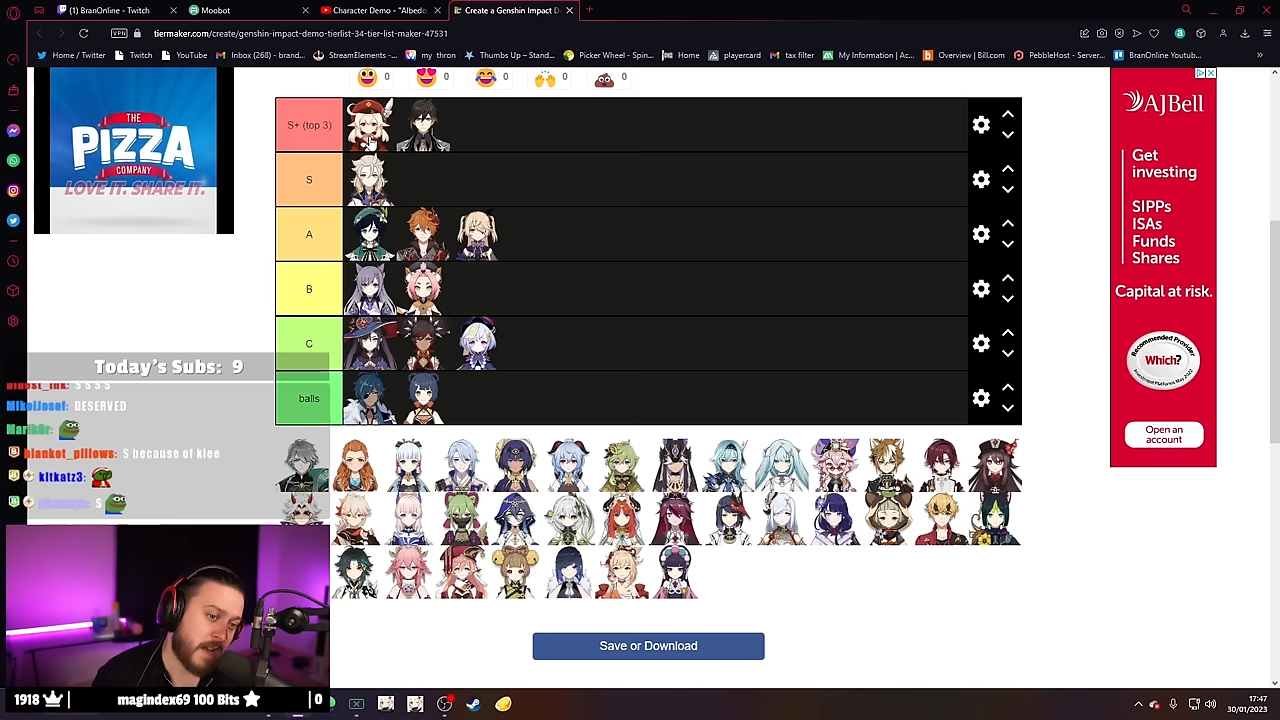 (1) BranOnline - Twitch
Moobot
Character Demo - "Albedo:
Create a Genshin Impact D
VPN
tiermaker.com/create/genshin-impact-demo-tierlist-34-tier-list-maker-47531
Home / Twitter
Twitch
YouTube
Inbox (268) - brand...
StreamElements -...
my thron
Thumbs Up – Stand...
Picker Wheel - Spin...
Home
playercard
tax filter
My Information | Ac...
Overview | Bill.com
PebbleHost - Server...
BranOnline Youtub...
0
0
0
0
0
THE
PIZZA
COMPANY
LOVE IT. SHARE IT.
S+ (top 3)
S
A
B
C
balls
AJBell
Get
investing
SIPPs
ISAs
Funds
Shares
Capital at risk.
Recommended Provider
Which?
Open an
account
Today's Subs: 9
S S S S
MikolJosef: DESERVED
blanket_pillows: S because of klee
kitkatz3:
S
Save or Download
1918
magindex69 100 Bits
0
17:47
30/01/2023